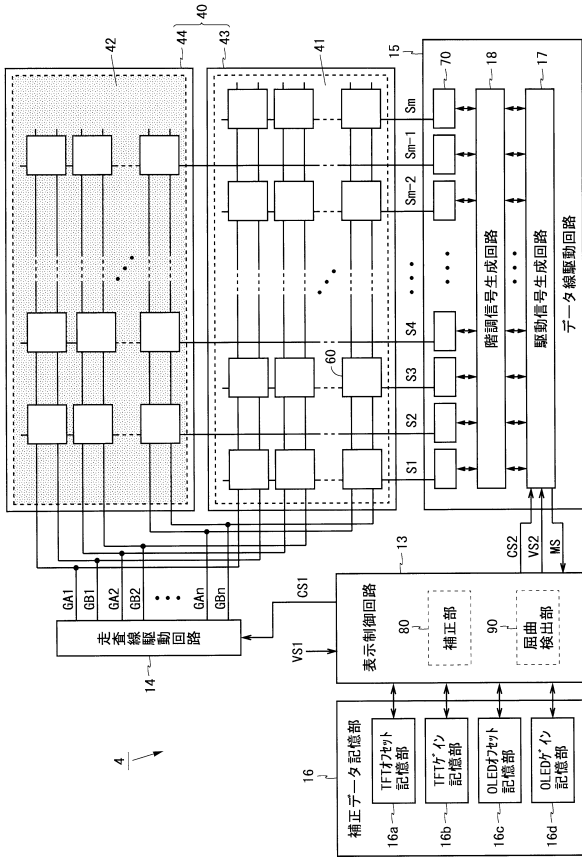 40
44
42
43
41
15
70
18
17
Sm
Sm-1
Sm-2
S4
S3
S2
S1
60
階調信号生成回路
駆動信号生成回路
データ線駆動回路
GA1
GB1
GA2
GB2
GAn
GBn
走査線駆動回路
14
CS1
VS1
CS2
VS2
MS
13
表示制御回路
80
補正部
90
屈曲
検出部
4
16
補正データ記憶部
TFTオフセット
記憶部
16a
TFTゲイン
記憶部
16b
OLEDオフセット
記憶部
16c
OLEDゲイン
記憶部
16d